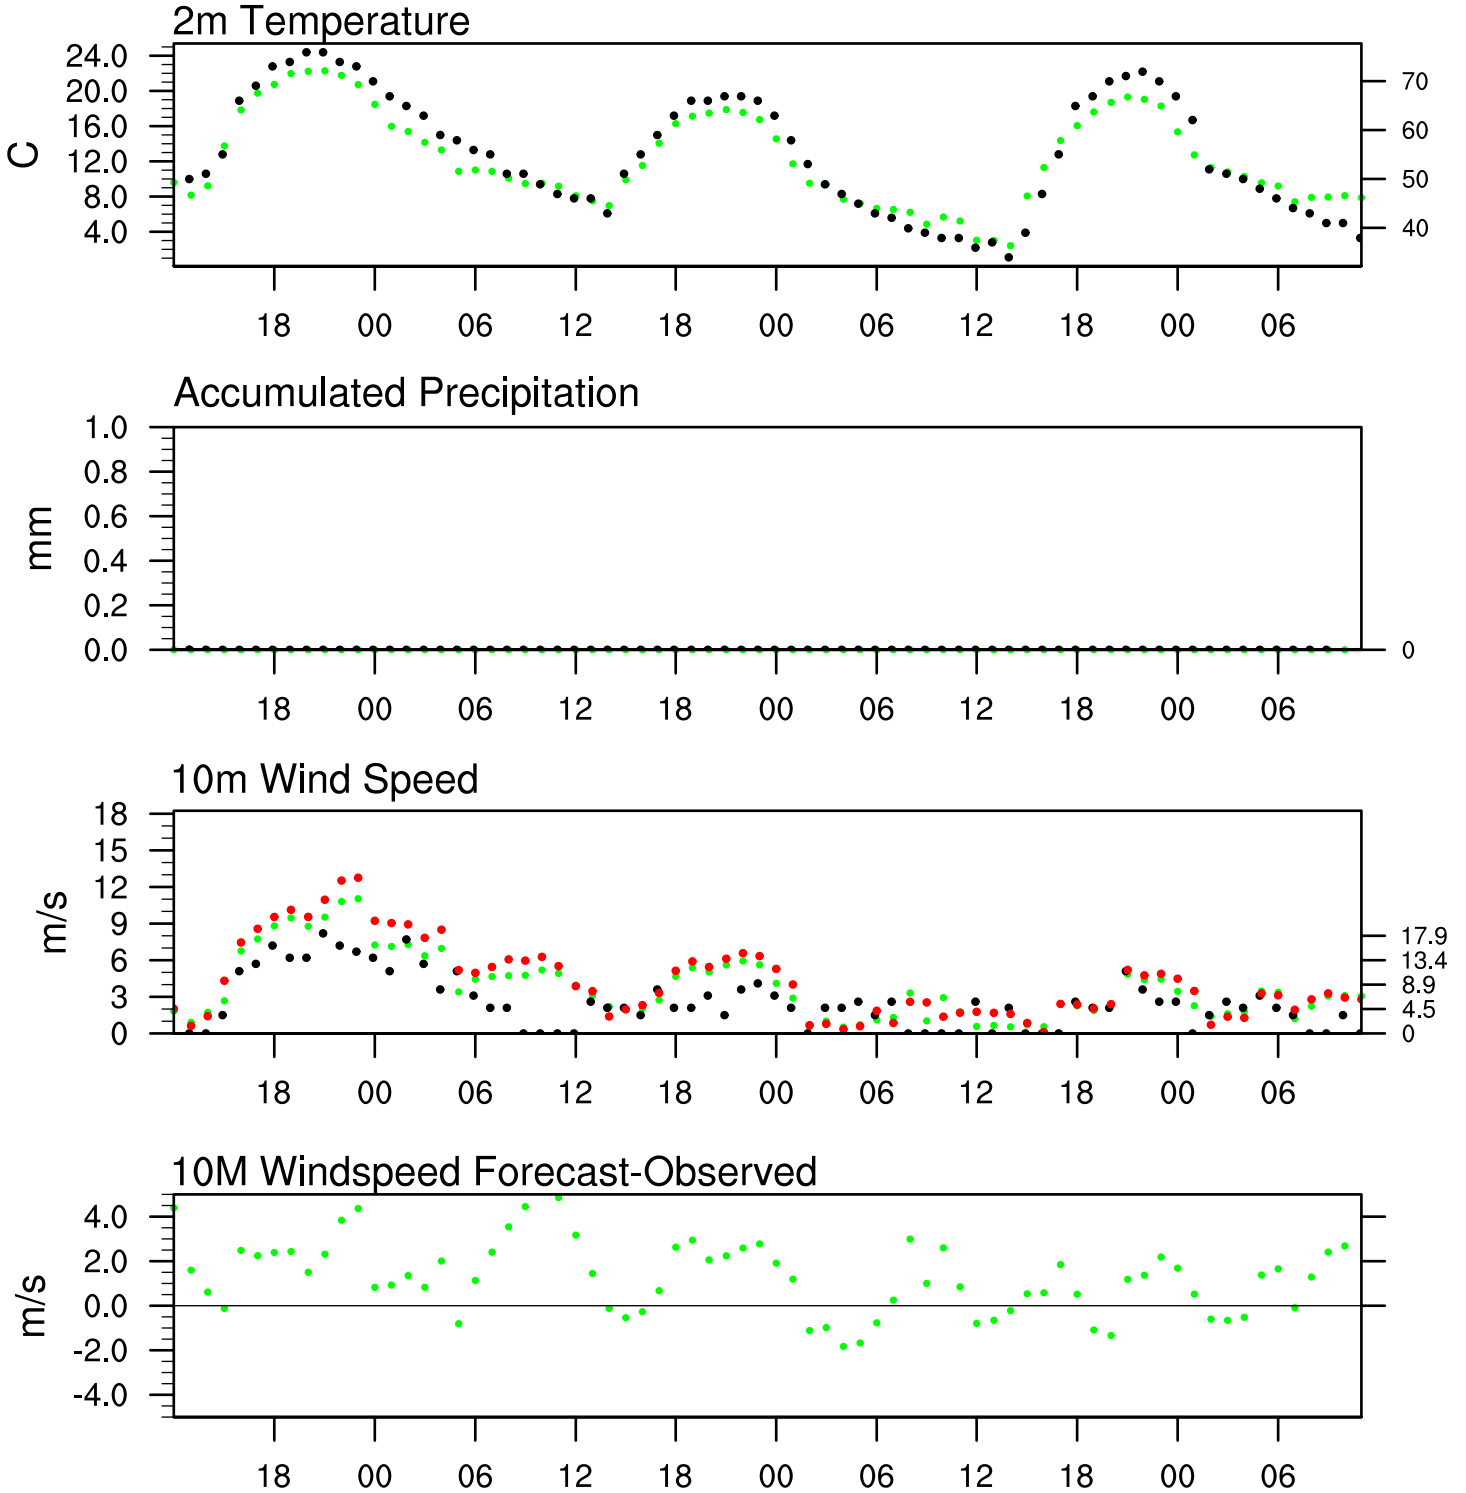 2m Temperature
24.0
20.0
16.0
12.0
8.0
4.0
C
70
60
50
40
18 00 06 12 18 00 06 12 18 00 06
Accumulated Precipitation
1.0
0.8
0.6
0.4
0.2
0.0
mm
0
18 00 06 12 18 00 06 12 18 00 06
10m Wind Speed
18
15
12
9
6
3
0
m/s
17.9
13.4
8.9
4.5
0
18 00 06 12 18 00 06 12 18 00 06
10M Windspeed Forecast-Observed
4.0
2.0
0.0
-2.0
-4.0
m/s
18 00 06 12 18 00 06 12 18 00 06